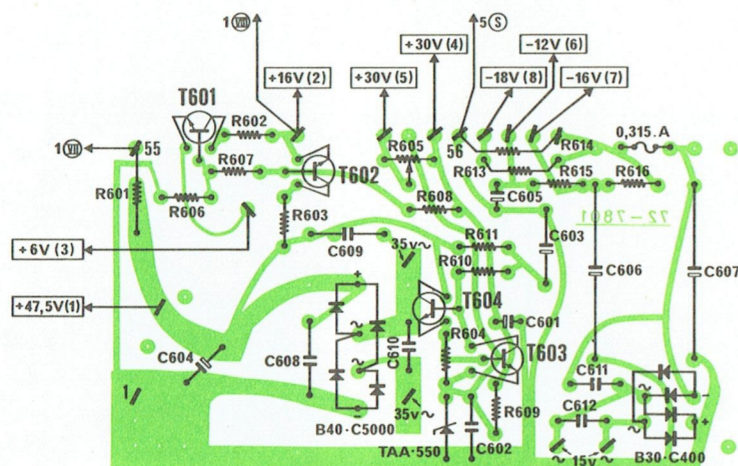 1 VII
5 S
+30V (4)
-12V (6)
+16V (2)
+30V (5)
-18V (8)
-16V (7)
T601
R602
0,315.A
1 VII
55
R605
56
R614
R607
T602
R613
R615
R616
R601
R606
R608
C605
R603
72-7801
+6V (3)
C609
35v~
R611
C603
R610
C606
C607
+47,5V(1)
T604
C601
C604
C608
C610
R604
T603
C611
1
~
~
35v~
R609
C612
~
~
-
+
B40·C5000
TAA·550
C602
~15v~
B30·C400